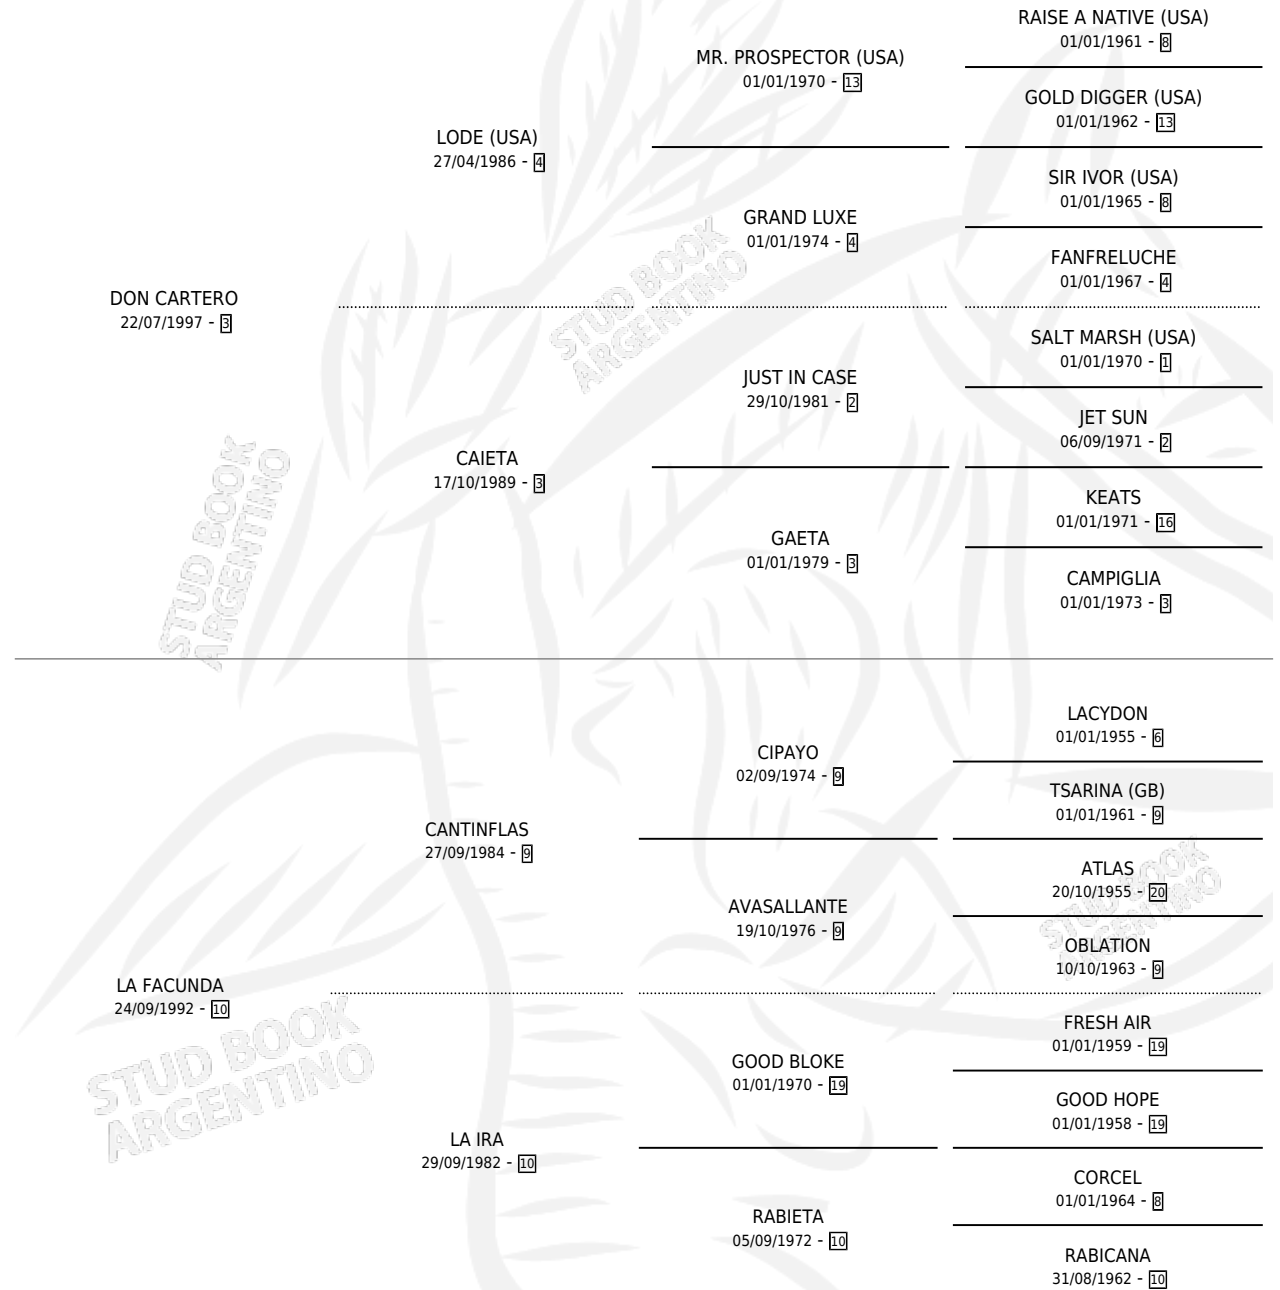 RAISE A NATIVE (USA)
01/01/1961 - 8
MR. PROSPECTOR (USA)
01/01/1970 - 13
GOLD DIGGER (USA)
01/01/1962 - 13
LODE (USA)
27/04/1986 - 4
SIR IVOR (USA)
01/01/1965 - 8
GRAND LUXE
01/01/1974 - 4
FANFRELUCHE
01/01/1967 - 4
DON CARTERO
22/07/1997 - 3
STUD BOOK
ARGENTINO
SALT MARSH (USA)
01/01/1970 - 1
JUST IN CASE
29/10/1981 - 2
JET SUN
06/09/1971 - 2
CAIETA
17/10/1989 - 3
KEATS
01/01/1971 - 16
GAETA
01/01/1979 - 3
CAMPIGLIA
01/01/1973 - 3
STUD BOOK
ARGENTINO
LACYDON
01/01/1955 - 6
CIPAYO
02/09/1974 - 9
TSARINA (GB)
01/01/1961 - 9
CANTINFLAS
27/09/1984 - 9
ATLAS
20/10/1955 - 20
AVASALLANTE
19/10/1976 - 9
OBLATION
10/10/1963 - 9
STUD BOOK
ARGENTINO
LA FACUNDA
24/09/1992 - 10
STUD BOOK
ARGENTINO
FRESH AIR
01/01/1959 - 19
GOOD BLOKE
01/01/1970 - 19
GOOD HOPE
01/01/1958 - 19
LA IRA
29/09/1982 - 10
CORCEL
01/01/1964 - 8
RABIETA
05/09/1972 - 10
RABICANA
31/08/1962 - 10